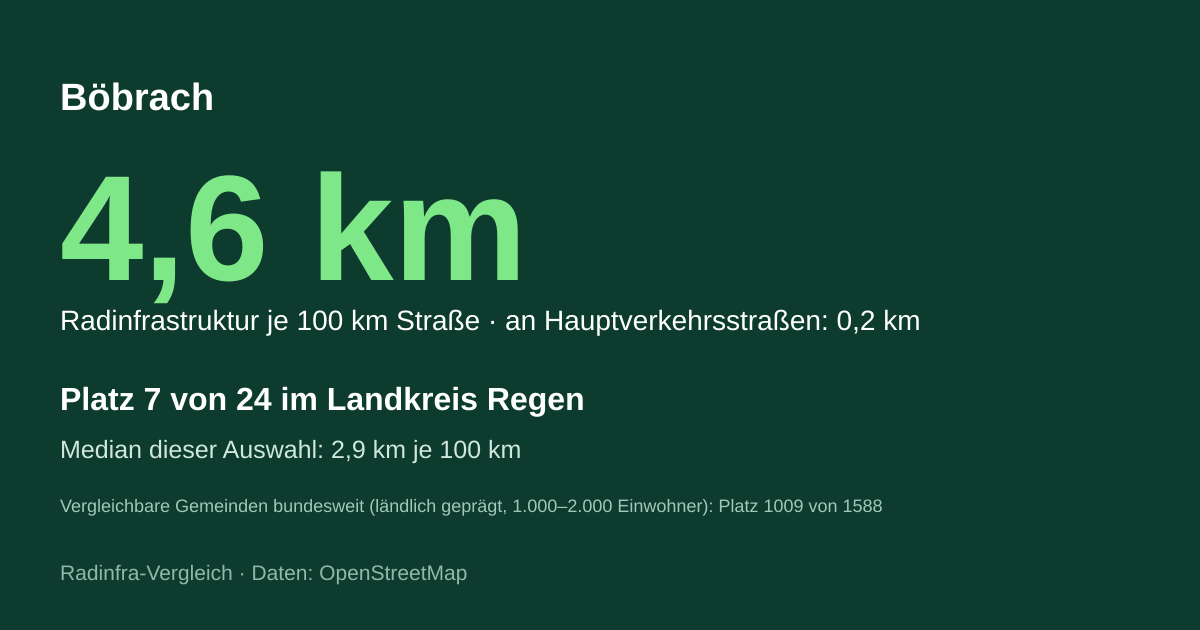 Böbrach
4,6 km
Radinfrastruktur je 100 km Straße · an Hauptverkehrsstraßen: 0,2 km
Platz 7 von 24 im Landkreis Regen
Median dieser Auswahl: 2,9 km je 100 km
Vergleichbare Gemeinden bundesweit (ländlich geprägt, 1.000–2.000 Einwohner): Platz 1009 von 1588
Radinfra-Vergleich · Daten: OpenStreetMap